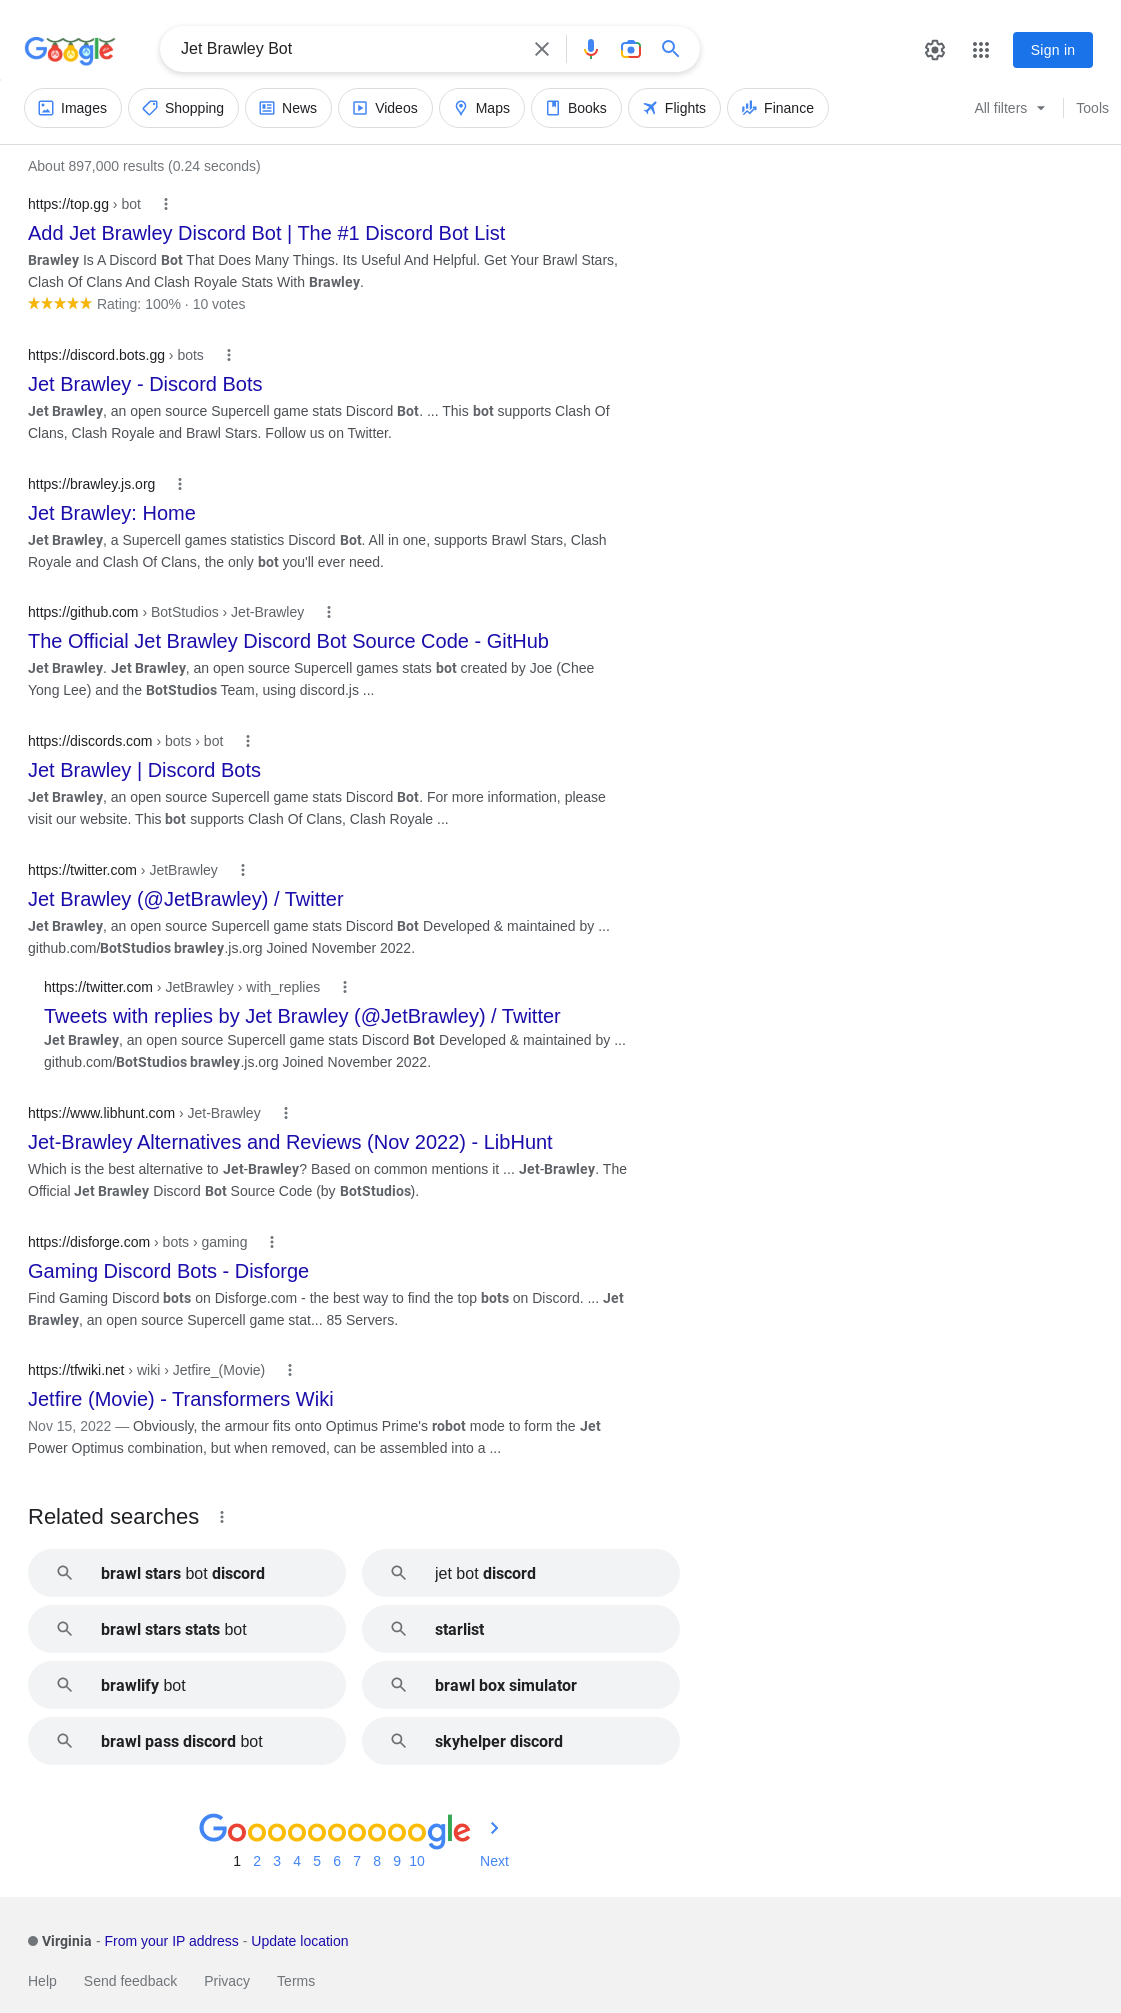 Google
Jet Brawley Bot
Sign in
Images
Shopping
News
Videos
Maps
Books
Flights
Finance
All filters
Tools
About 897,000 results (0.24 seconds)
https://top.gg › bot
Add Jet Brawley Discord Bot | The #1 Discord Bot List
Brawley Is A Discord Bot That Does Many Things. Its Useful And Helpful. Get Your Brawl Stars,
Clash Of Clans And Clash Royale Stats With Brawley.
Rating: 100% · 10 votes
https://discord.bots.gg › bots
Jet Brawley - Discord Bots
Jet Brawley, an open source Supercell game stats Discord Bot. ... This bot supports Clash Of
Clans, Clash Royale and Brawl Stars. Follow us on Twitter.
https://brawley.js.org
Jet Brawley: Home
Jet Brawley, a Supercell games statistics Discord Bot. All in one, supports Brawl Stars, Clash
Royale and Clash Of Clans, the only bot you'll ever need.
https://github.com › BotStudios › Jet-Brawley
The Official Jet Brawley Discord Bot Source Code - GitHub
Jet Brawley. Jet Brawley, an open source Supercell games stats bot created by Joe (Chee
Yong Lee) and the BotStudios Team, using discord.js ...
https://discords.com › bots › bot
Jet Brawley | Discord Bots
Jet Brawley, an open source Supercell game stats Discord Bot. For more information, please
visit our website. This bot supports Clash Of Clans, Clash Royale ...
https://twitter.com › JetBrawley
Jet Brawley (@JetBrawley) / Twitter
Jet Brawley, an open source Supercell game stats Discord Bot Developed & maintained by ...
github.com/BotStudios brawley.js.org Joined November 2022.
https://twitter.com › JetBrawley › with_replies
Tweets with replies by Jet Brawley (@JetBrawley) / Twitter
Jet Brawley, an open source Supercell game stats Discord Bot Developed & maintained by ...
github.com/BotStudios brawley.js.org Joined November 2022.
https://www.libhunt.com › Jet-Brawley
Jet-Brawley Alternatives and Reviews (Nov 2022) - LibHunt
Which is the best alternative to Jet-Brawley? Based on common mentions it ... Jet-Brawley. The
Official Jet Brawley Discord Bot Source Code (by BotStudios).
https://disforge.com › bots › gaming
Gaming Discord Bots - Disforge
Find Gaming Discord bots on Disforge.com - the best way to find the top bots on Discord. ... Jet
Brawley, an open source Supercell game stat... 85 Servers.
https://tfwiki.net › wiki › Jetfire_(Movie)
Jetfire (Movie) - Transformers Wiki
Nov 15, 2022 — Obviously, the armour fits onto Optimus Prime's robot mode to form the Jet
Power Optimus combination, but when removed, can be assembled into a ...
Related searches
brawl stars bot discord
jet bot discord
brawl stars stats bot
starlist
brawlify bot
brawl box simulator
brawl pass discord bot
skyhelper discord
Goooooooooogle
1 2 3 4 5 6 7 8 9 10 Next
Virginia - From your IP address - Update location
Help Send feedback Privacy Terms